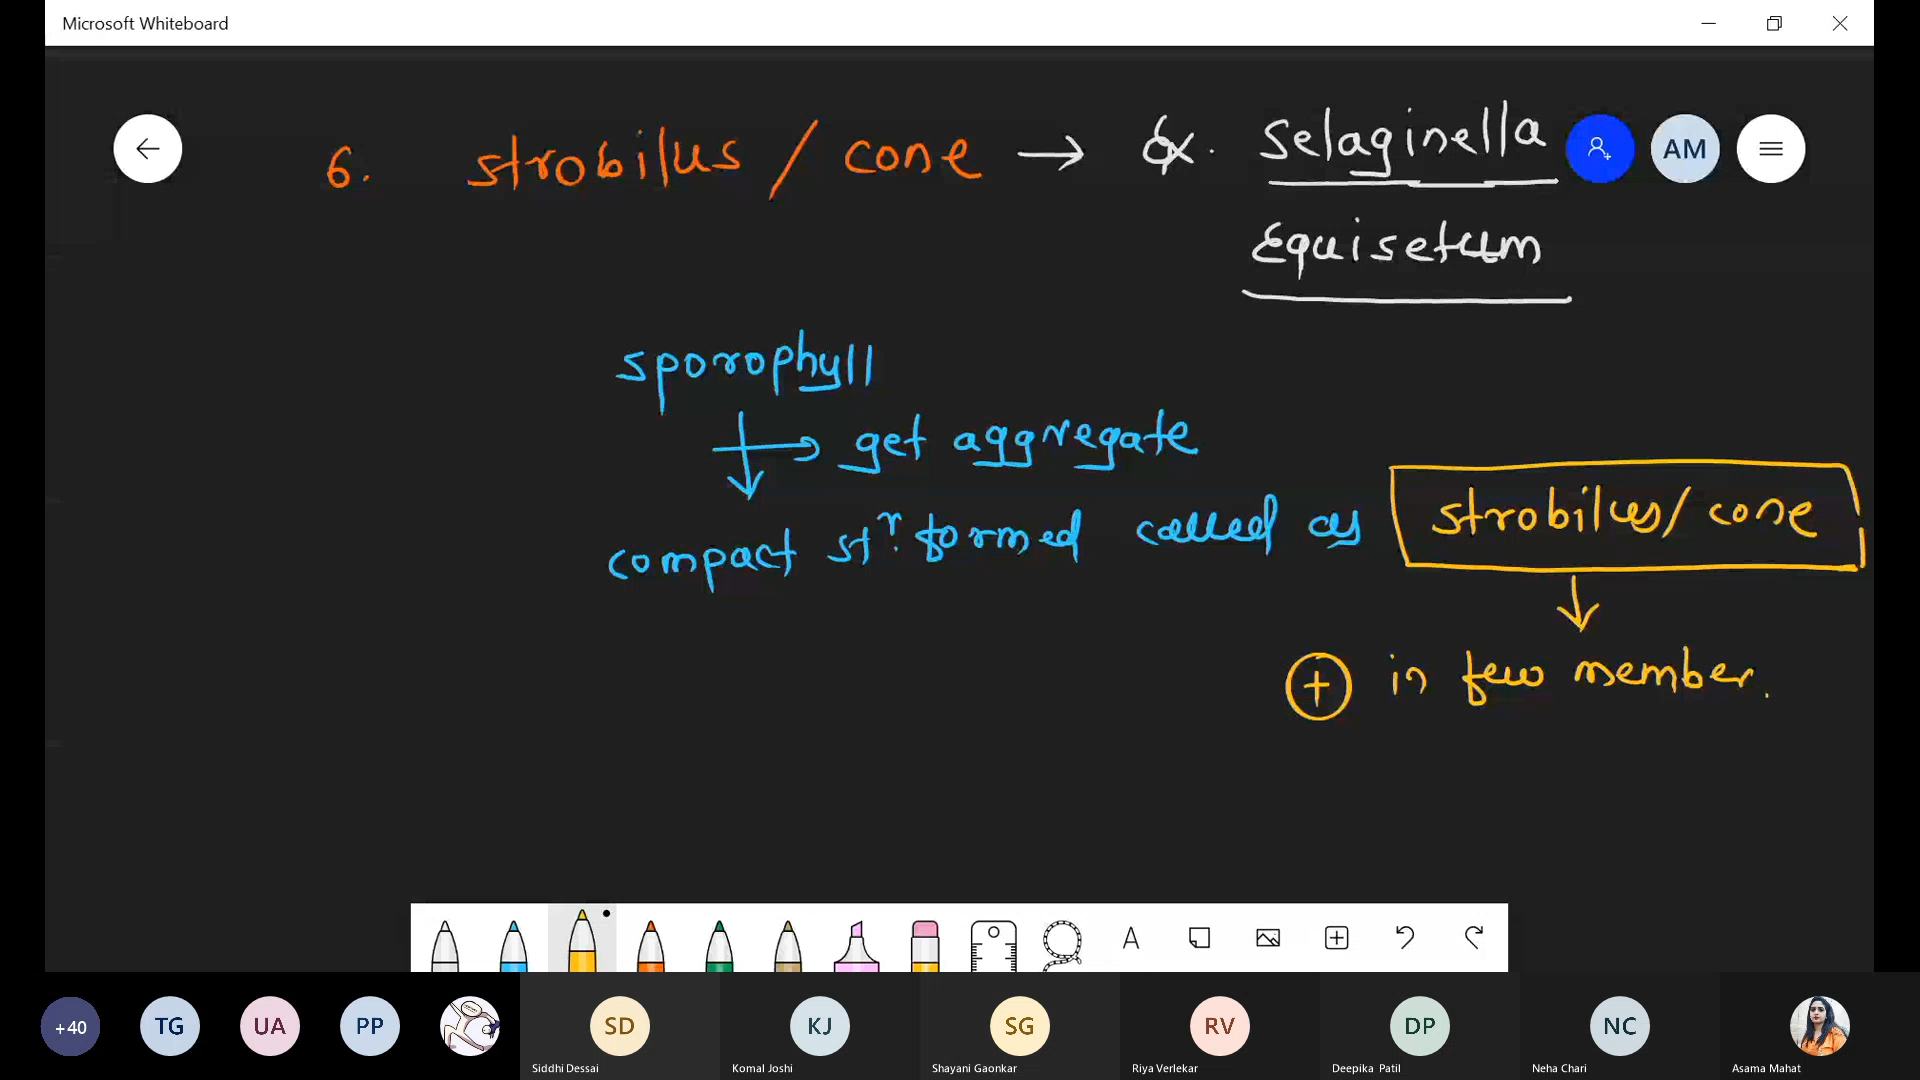 Microsoft Whiteboard
6. strobilus / cone → Ex. Selaginella
Equisetum
AM
sporophyll
get aggregate
compact str. formed called as strobilus/cone
+ in few member.
A
+40 TG UA PP SD KJ SG RV DP NC
Siddhi Dessai Komal Joshi Shayani Gaonkar Riya Verlekar Deepika Patil Neha Chari Asama Mahat